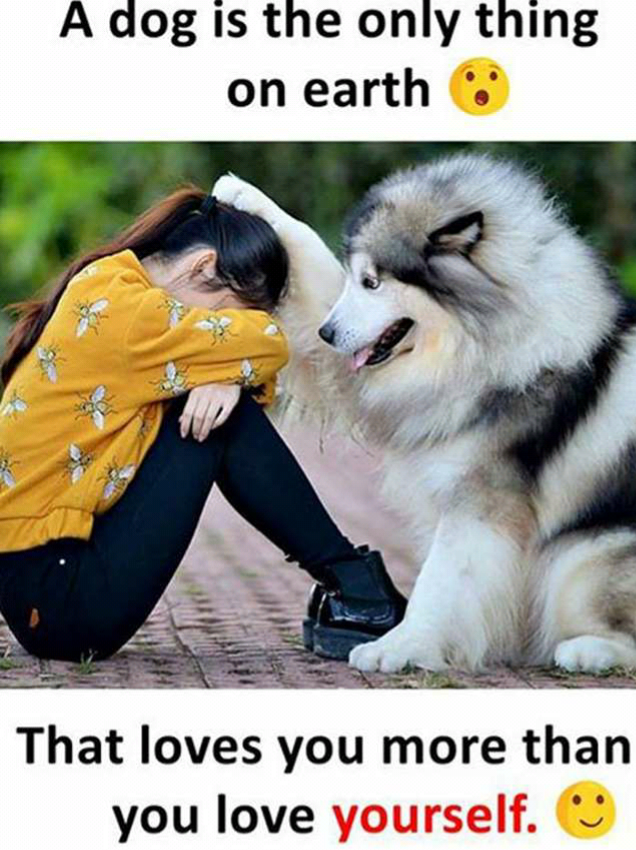 A dog is the only thing
on earth 😯
That loves you more than
you love yourself. 🙂